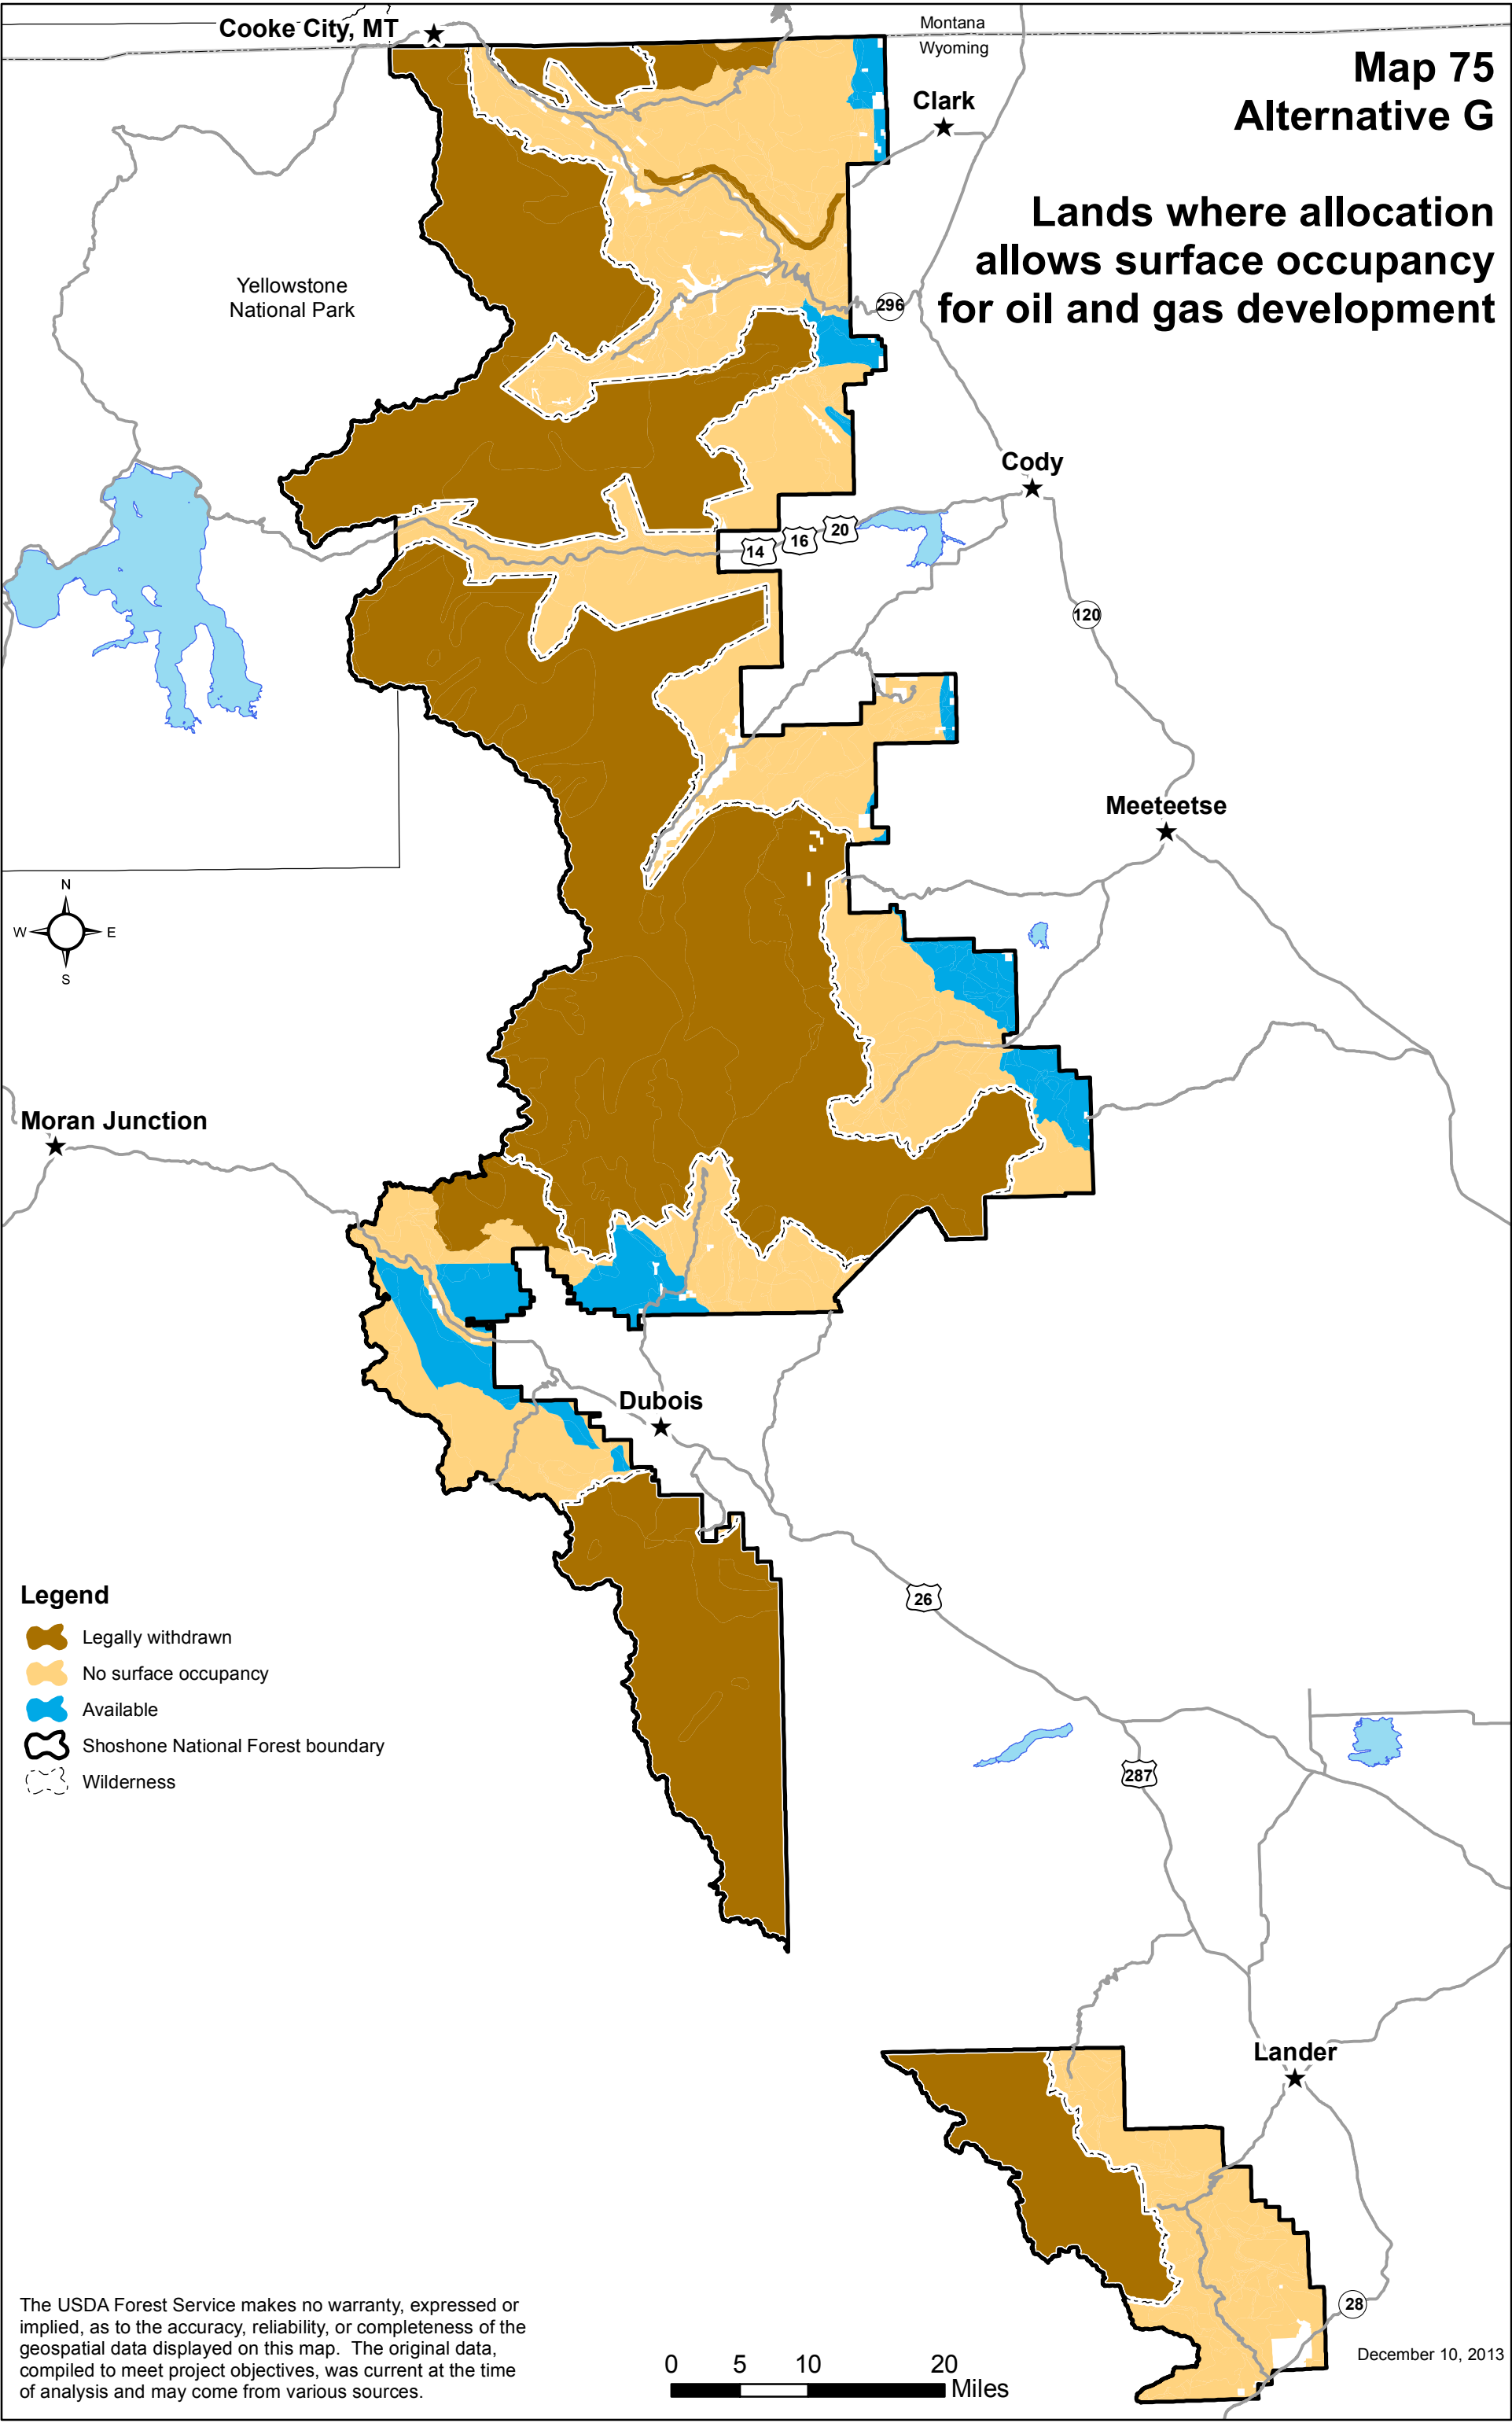 Cooke City, MT
Montana
Wyoming
Map 75
Alternative G
Clark
Lands where allocation
allows surface occupancy
for oil and gas development
Yellowstone
National Park
296
Cody
14
16
20
120
Meeteetse
N
W
E
S
Moran Junction
Dubois
26
Legend
Legally withdrawn
No surface occupancy
Available
Shoshone National Forest boundary
Wilderness
287
Lander
28
The USDA Forest Service makes no warranty, expressed or
implied, as to the accuracy, reliability, or completeness of the
geospatial data displayed on this map. The original data,
compiled to meet project objectives, was current at the time
of analysis and may come from various sources.
0 5 10 20
Miles
December 10, 2013